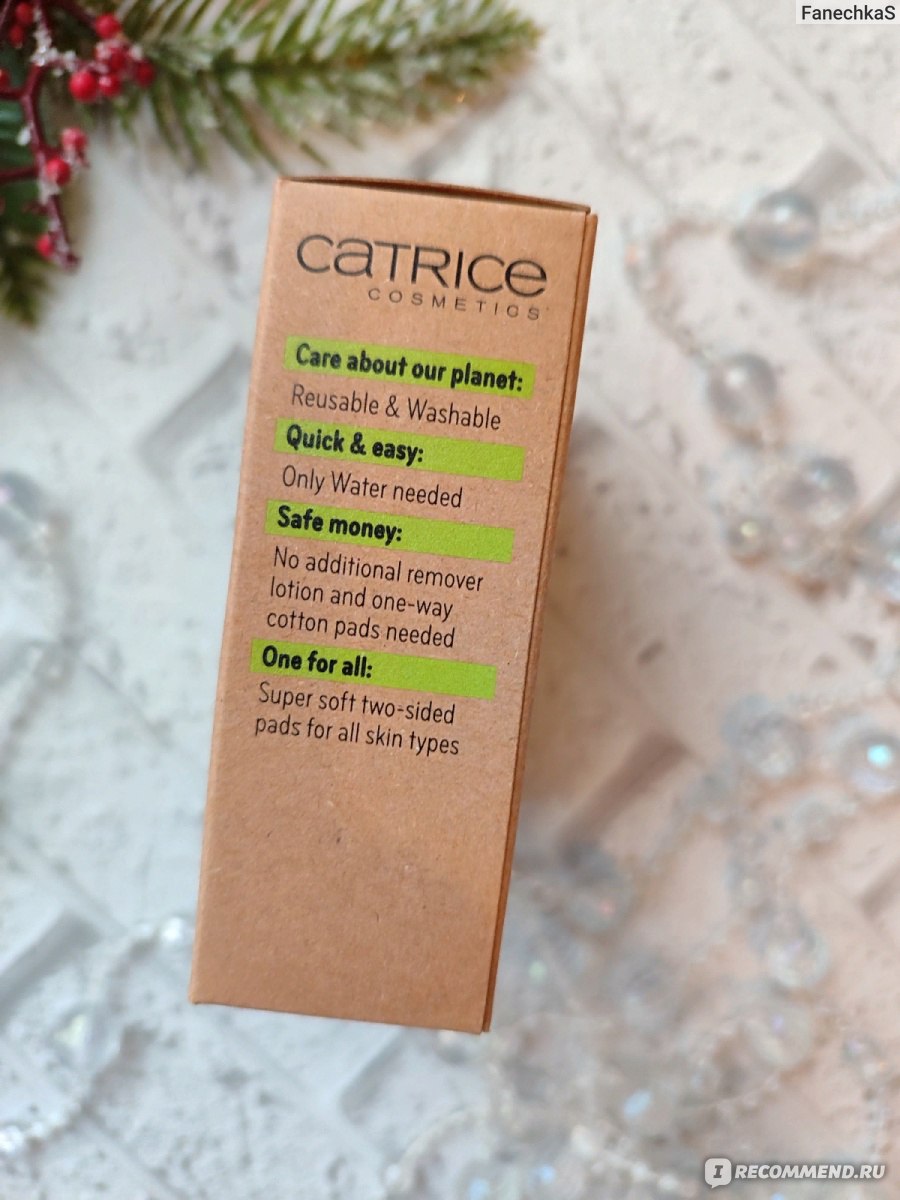 FanechkaS
CATRICE
COSMETICS
Care about our planet:
Reusable & Washable
Quick & easy:
Only Water needed
Safe money:
No additional remover
lotion and one-way
cotton pads needed
One for all:
Super soft two-sided
pads for all skin types
IRECOMMEND.RU